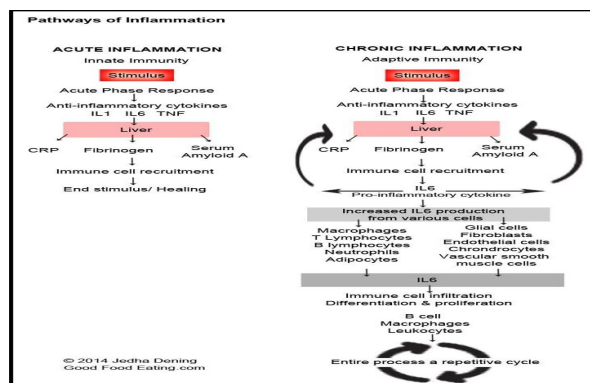 Pathways of Inflammation
ACUTE INFLAMMATION
Innate Immunity
Stimulus
Acute Phase Response
Anti-inflammatory cytokines
IL1 IL6 TNF
Liver
CRP Fibrinogen Serum
Amyloid A
Immune cell recruitment
End stimulus/ Healing
CHRONIC INFLAMMATION
Adaptive Immunity
Stimulus
Acute Phase Response
Anti-inflammatory cytokines
IL1 IL6 TNF
Liver
CRP Fibrinogen Serum
Amyloid A
Immune cell recruitment
IL6
Pro-inflammatory cytokine
Increased IL6 production
from various cells
Macrophages
T Lymphocytes
B lymphocytes
Neutrophils
Adipocytes
Glial cells
Fibroblasts
Endothelial cells
Chrondrocytes
Vascular smooth
muscle cells
IL6
Immune cell infiltration
Differentiation & proliferation
B cell
Macrophages
Leukocytes
Entire process a repetitive cycle
© 2014 Jedha Dening
Good Food Eating.com